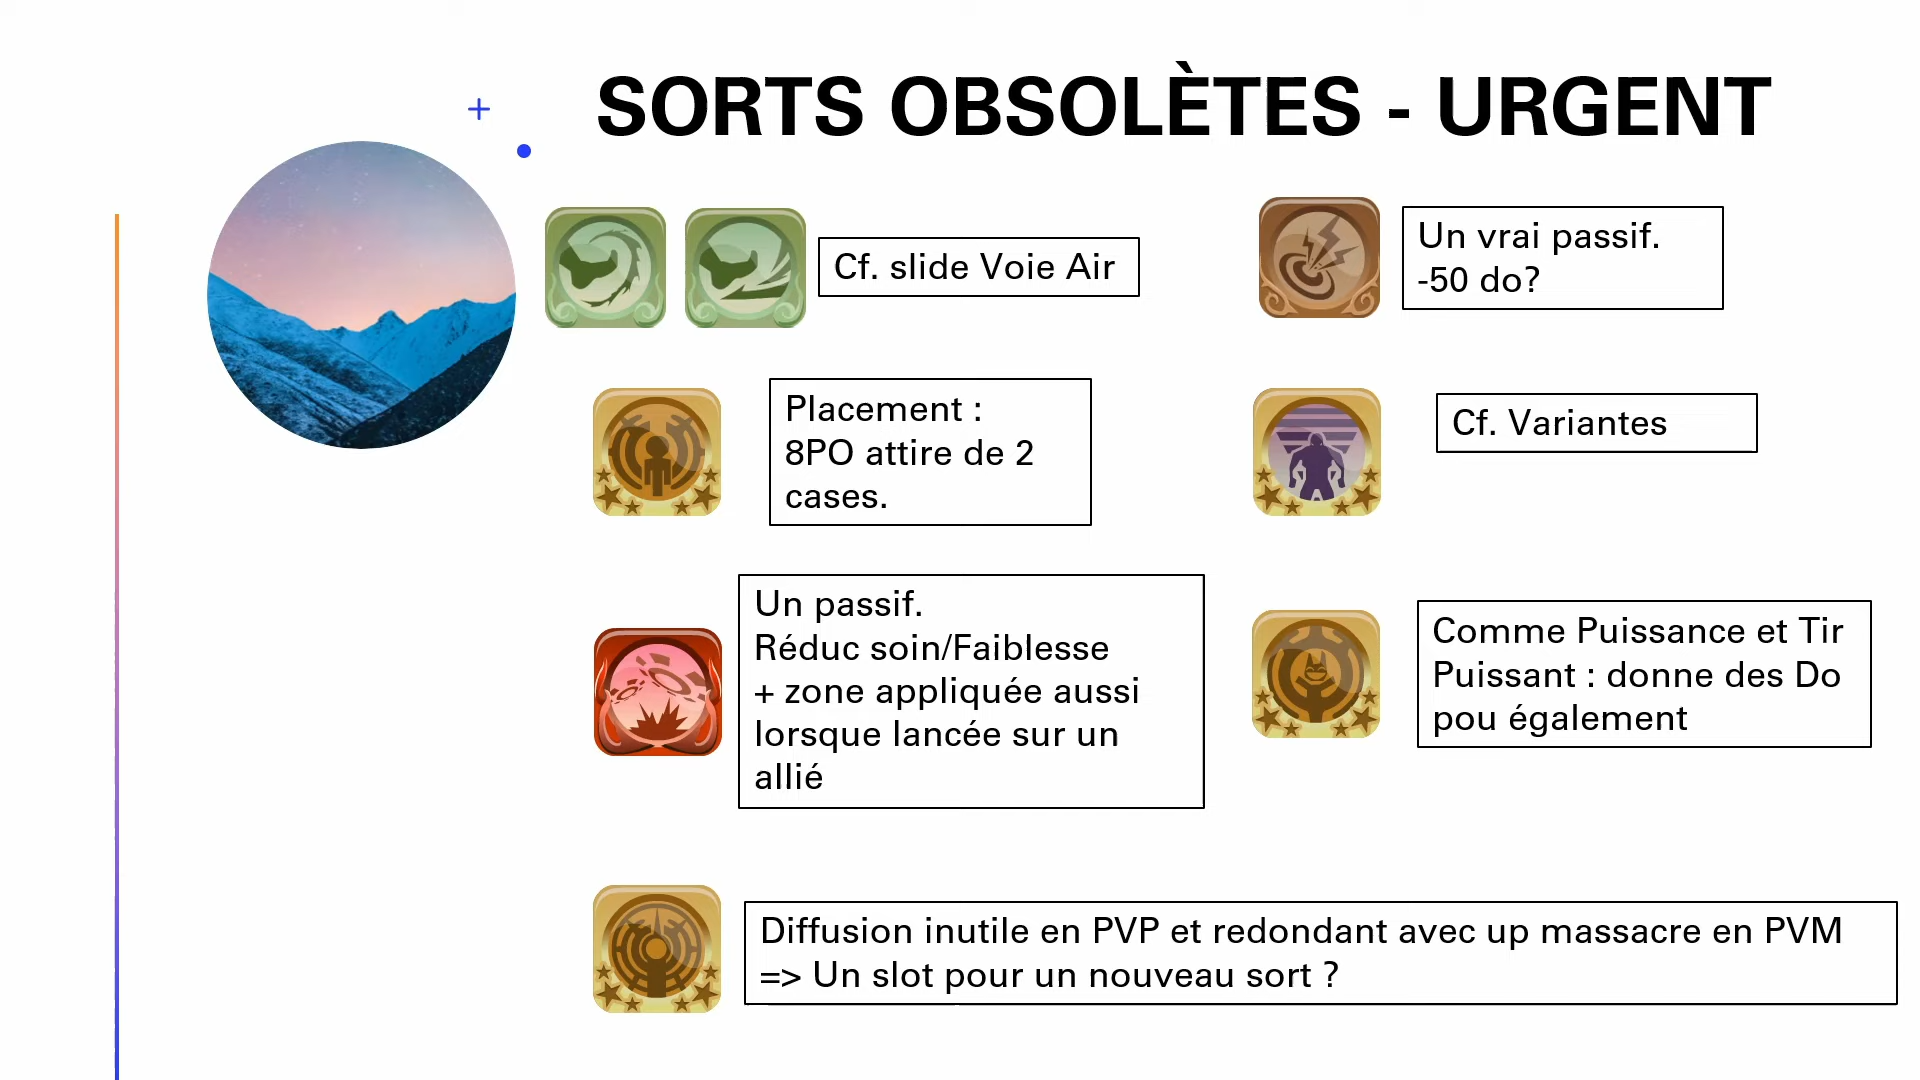 SORTS OBSOLÈTES - URGENT
Cf. slide Voie Air
Un vrai passif.
-50 do?
Placement :
8PO attire de 2
cases.
Cf. Variantes
Un passif.
Réduc soin/Faiblesse
+ zone appliquée aussi
lorsque lancée sur un
allié
Comme Puissance et Tir
Puissant : donne des Do
pou également
Diffusion inutile en PVP et redondant avec up massacre en PVM
=> Un slot pour un nouveau sort ?